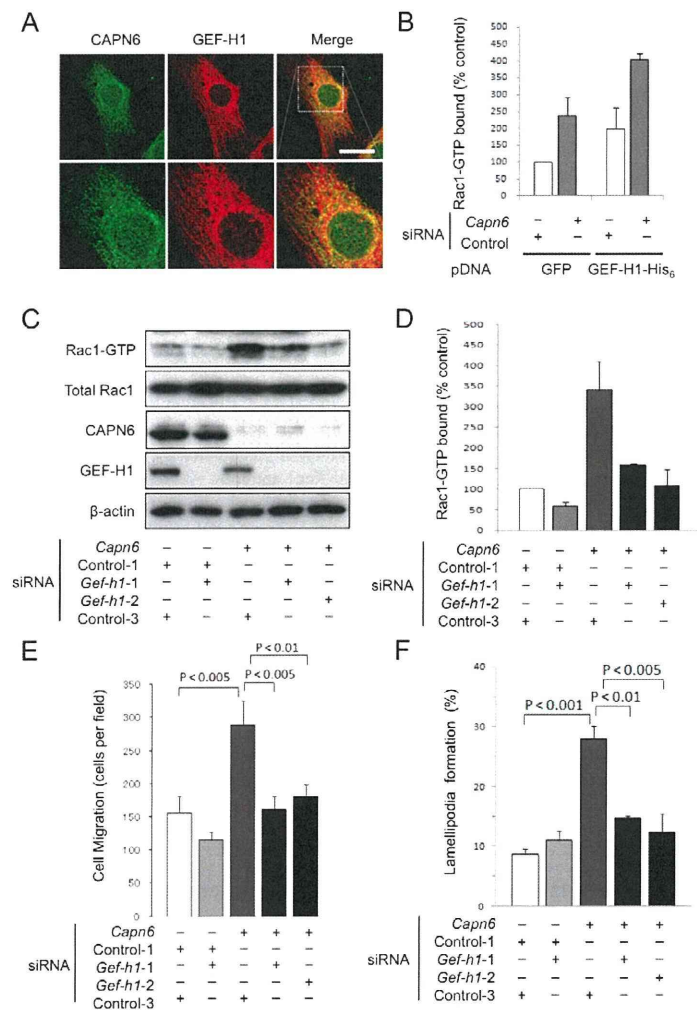 A
CAPN6 GEF-H1 Merge
B
Rac1-GTP bound (% control)
500
450
400
350
300
250
200
150
100
50
0
siRNA
Capn6 – + – +
Control + – + –
pDNA GFP GEF-H1-His6
C
Rac1-GTP
Total Rac1
CAPN6
GEF-H1
β-actin
siRNA
Capn6 – – + + +
Control-1 + + – – –
Gef-h1-1 – + – + –
Gef-h1-2 – – – – +
Control-3 + – + – –
D
Rac1-GTP bound (% control)
500
450
400
350
300
250
200
150
100
50
0
siRNA
Capn6 – – + + +
Control-1 + + – – –
Gef-h1-1 – + – + –
Gef-h1-2 – – – – +
Control-3 + – + – –
E
Cell Migration (cells per field)
350
300
250
200
150
100
50
0
P < 0.01
P < 0.005
P < 0.005
siRNA
Capn6 – – + + +
Control-1 + + – – –
Gef-h1-1 – + – + –
Gef-h1-2 – – – – +
Control-3 + – + – –
F
Lamellipodia formation (%)
40
30
20
10
0
P < 0.005
P < 0.001
P < 0.01
siRNA
Capn6 – – + + +
Control-1 + + – – –
Gef-h1-1 – + – + –
Gef-h1-2 – – – – +
Control-3 + – + – –